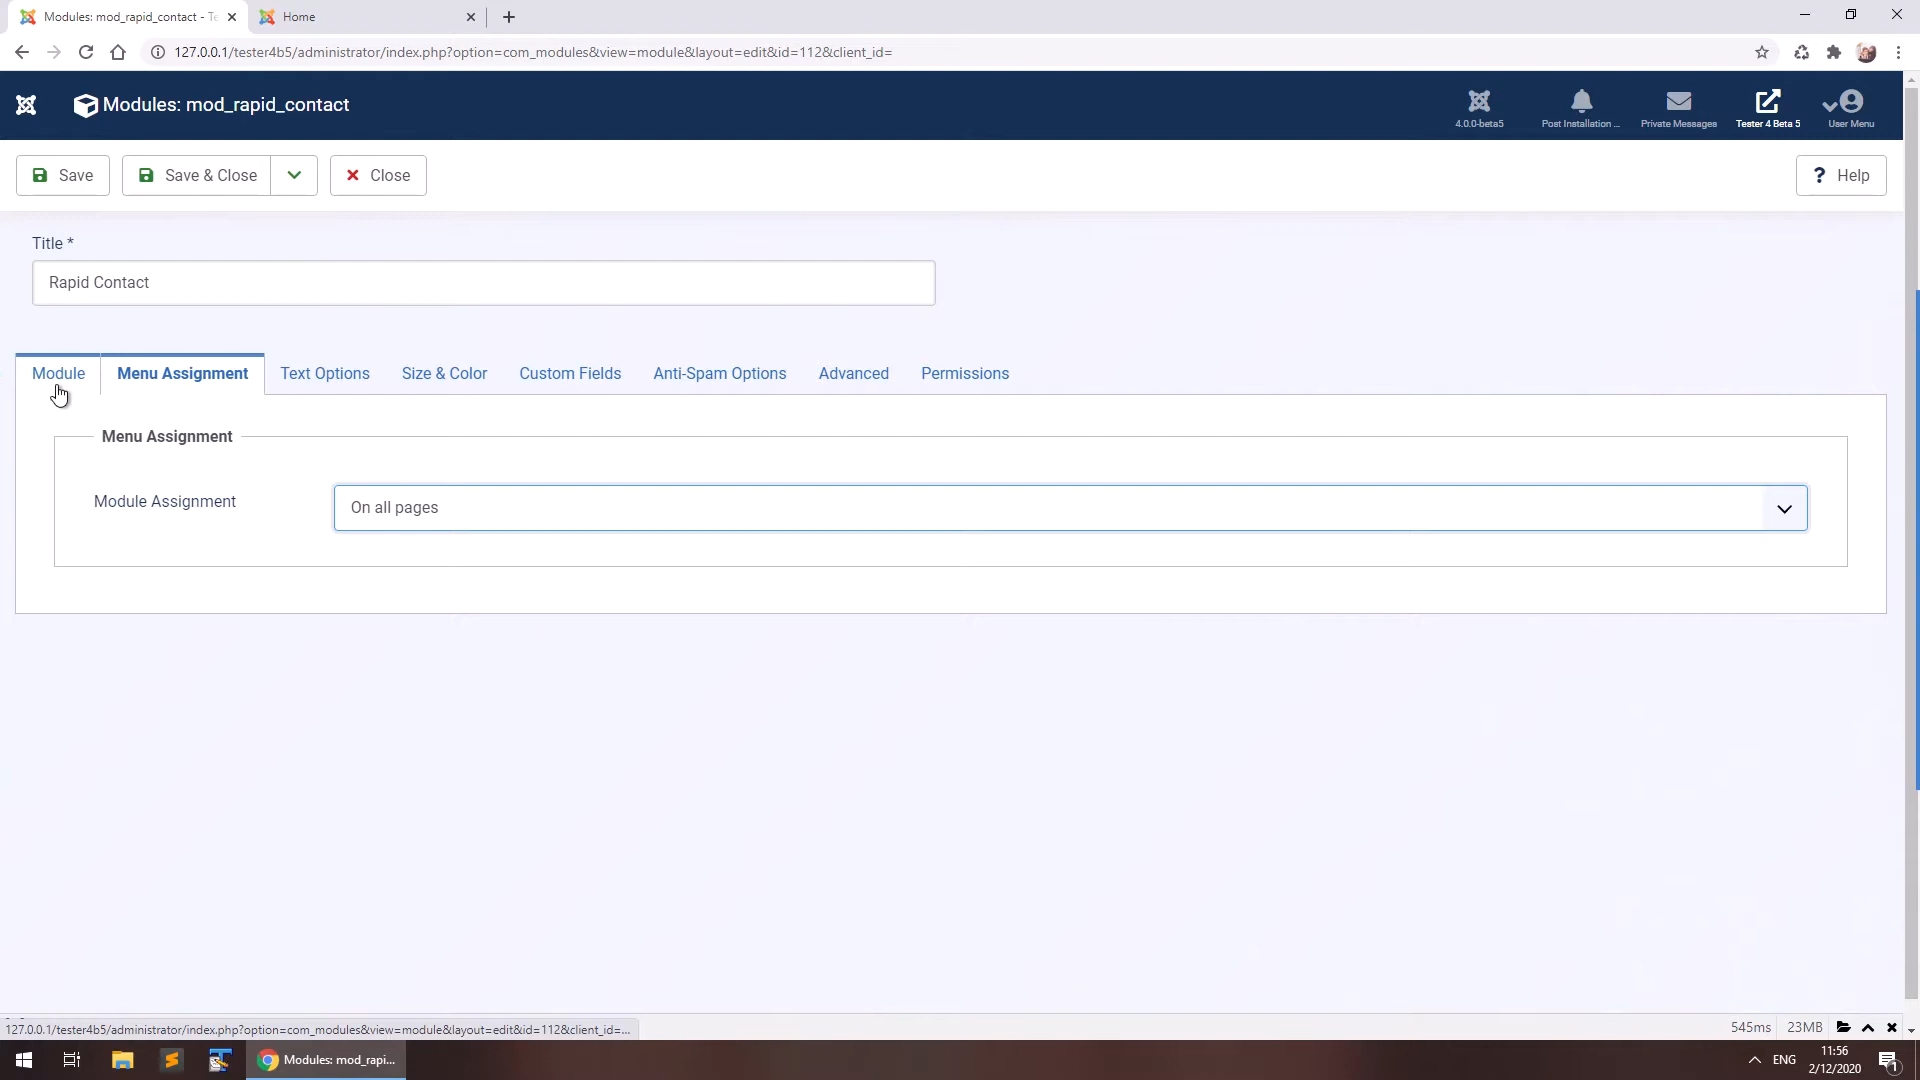 Modules: mod_rapid_contact - Te
Home
127.0.0.1/tester4b5/administrator/index.php?option=com_modules&view=module&layout=edit&id=112&client_id=
Modules: mod_rapid_contact
4.0.0-beta5
Post Installation ...
Private Messages
Tester 4 Beta 5
User Menu
Save
Save & Close
Close
? Help
Title *
Rapid Contact
Module
Menu Assignment
Text Options
Size & Color
Custom Fields
Anti-Spam Options
Advanced
Permissions
Menu Assignment
Module Assignment
On all pages
127.0.0.1/tester4b5/administrator/index.php?option=com_modules&view=module&layout=edit&id=112&client_id=...
545ms
23MB
Modules: mod_rapi...
ENG
11:56
2/12/2020
1